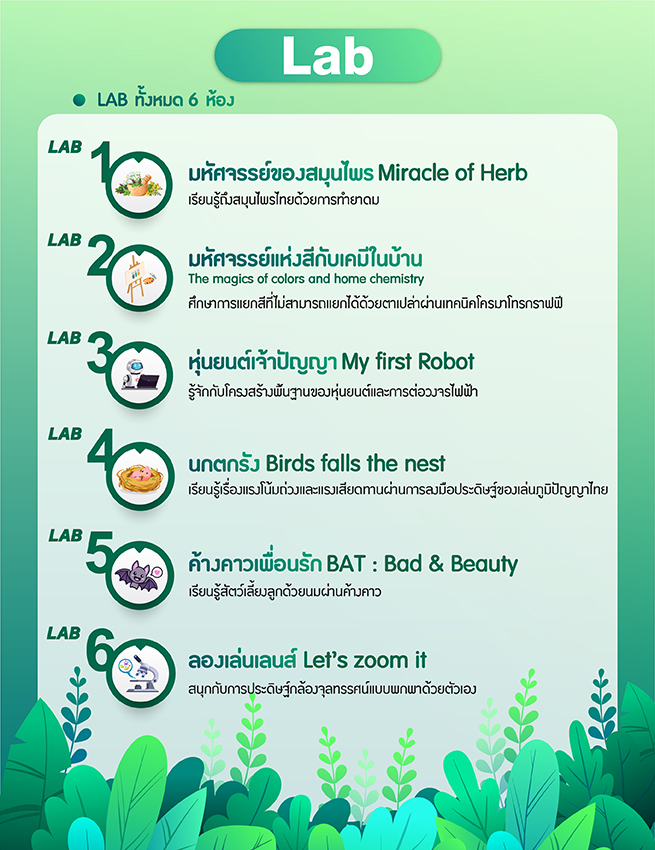 Lab
LAB ทั้งหมด 6 ห้อง
LAB 1
มหัศจรรย์ของสมุนไพร Miracle of Herb
เรียนรู้ถึงสมุนไพรไทยด้วยการทำยาดม
LAB 2
มหัศจรรย์แห่งสีกับเคมีในบ้าน
The magics of colors and home chemistry
ศึกษาการแยกสีที่ไม่สามารถแยกได้ด้วยตาเปล่าผ่านเทคนิคโครมาโทรกราฟฟี
LAB 3
หุ่นยนต์เจ้าปัญญา My first Robot
รู้จักกับโครงสร้างพื้นฐานของหุ่นยนต์และการต่อวงจรไฟฟ้า
LAB 4
นกตกรัง Birds falls the nest
เรียนรู้เรื่องแรงโน้มถ่วงและแรงเสียดทานผ่านการลงมือประดิษฐ์ของเล่นภูมิปัญญาไทย
LAB 5
ค้างคาวเพื่อนรัก BAT : Bad & Beauty
เรียนรู้สัตว์เลี้ยงลูกด้วยนมผ่านค้างคาว
LAB 6
ลองเล่นเลนส์ Let's zoom it
สนุกกับการประดิษฐ์กล้องจุลทรรศน์แบบพกพาด้วยตัวเอง